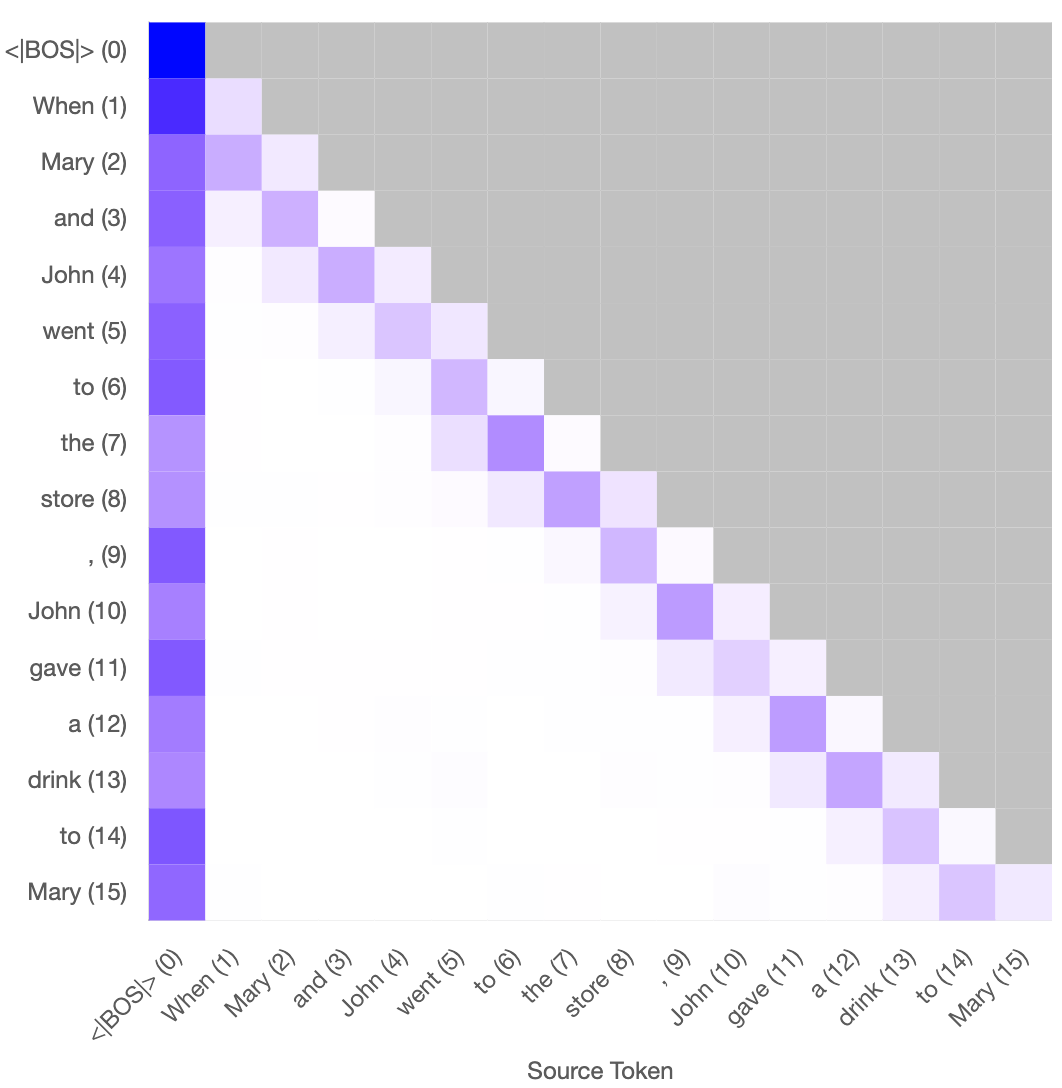 <|BOS|> (0)
When (1)
Mary (2)
and (3)
John (4)
went (5)
to (6)
the (7)
store (8)
, (9)
John (10)
gave (11)
a (12)
drink (13)
to (14)
Mary (15)
<|BOS|> (0)
When (1)
Mary (2)
and (3)
John (4)
went (5)
to (6)
the (7)
store (8)
, (9)
John (10)
gave (11)
a (12)
drink (13)
to (14)
Mary (15)
Source Token